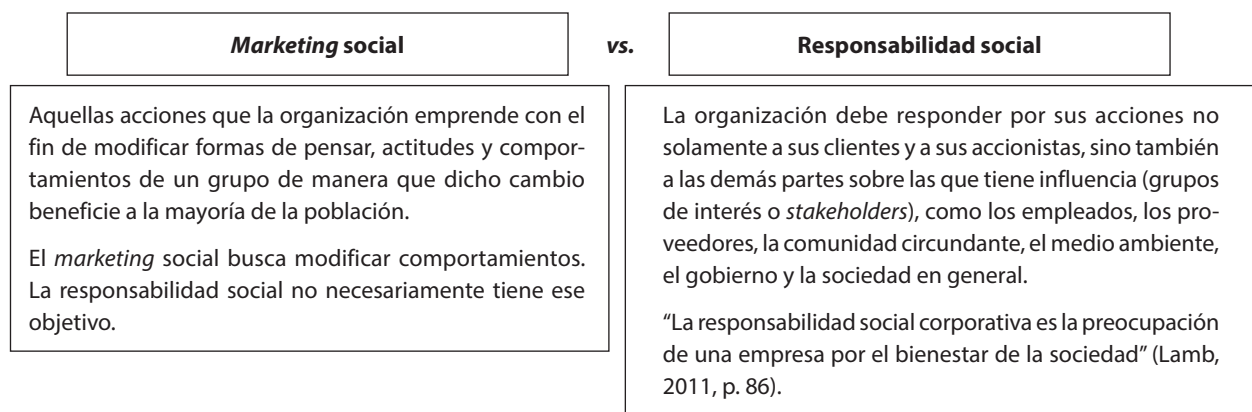 Marketing social vs. Responsabilidad social
Aquellas acciones que la organización emprende con el
fin de modificar formas de pensar, actitudes y compor-
tamientos de un grupo de manera que dicho cambio
beneficie a la mayoría de la población.
El marketing social busca modificar comportamientos.
La responsabilidad social no necesariamente tiene ese
objetivo.
La organización debe responder por sus acciones no
solamente a sus clientes y a sus accionistas, sino también
a las demás partes sobre las que tiene influencia (grupos
de interés o stakeholders), como los empleados, los pro-
veedores, la comunidad circundante, el medio ambiente,
el gobierno y la sociedad en general.
“La responsabilidad social corporativa es la preocupación
de una empresa por el bienestar de la sociedad” (Lamb,
2011, p. 86).